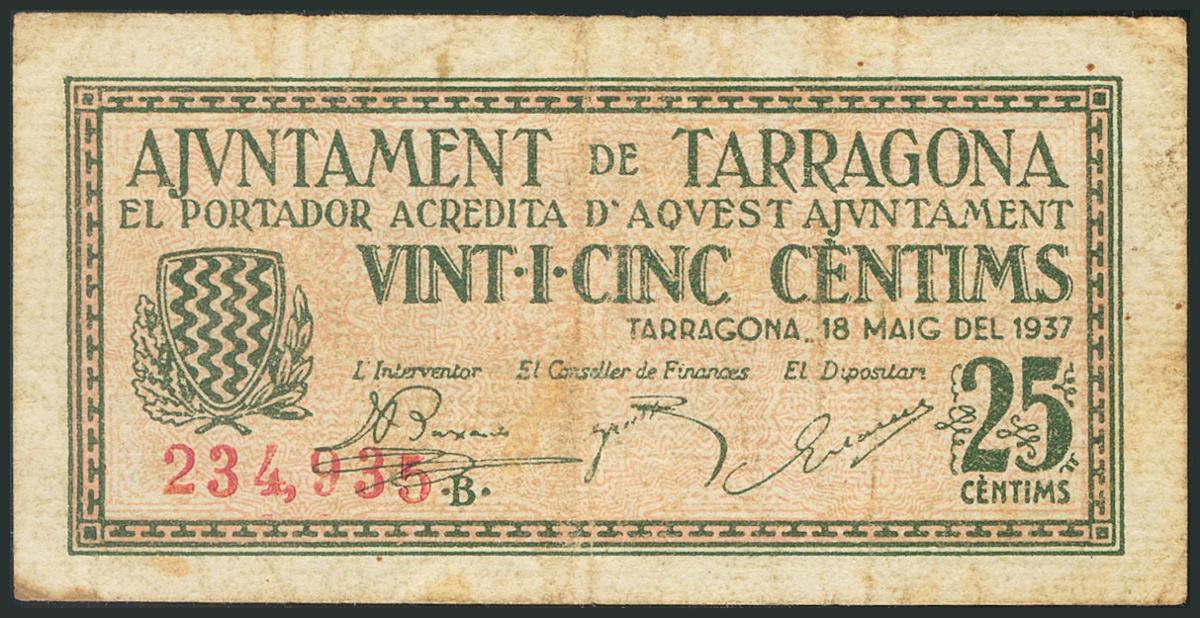 AJVNTAMENT DE TARRAGONA
EL PORTADOR ACREDITA D'AQVEST AJVNTAMENT
VINT·I·CINC CÈNTIMS
TARRAGONA, 18 MAIG DEL 1937
L'Interventor El Conseller de Finances El Dipositari
234,935 ·B·
25
CÈNTIMS